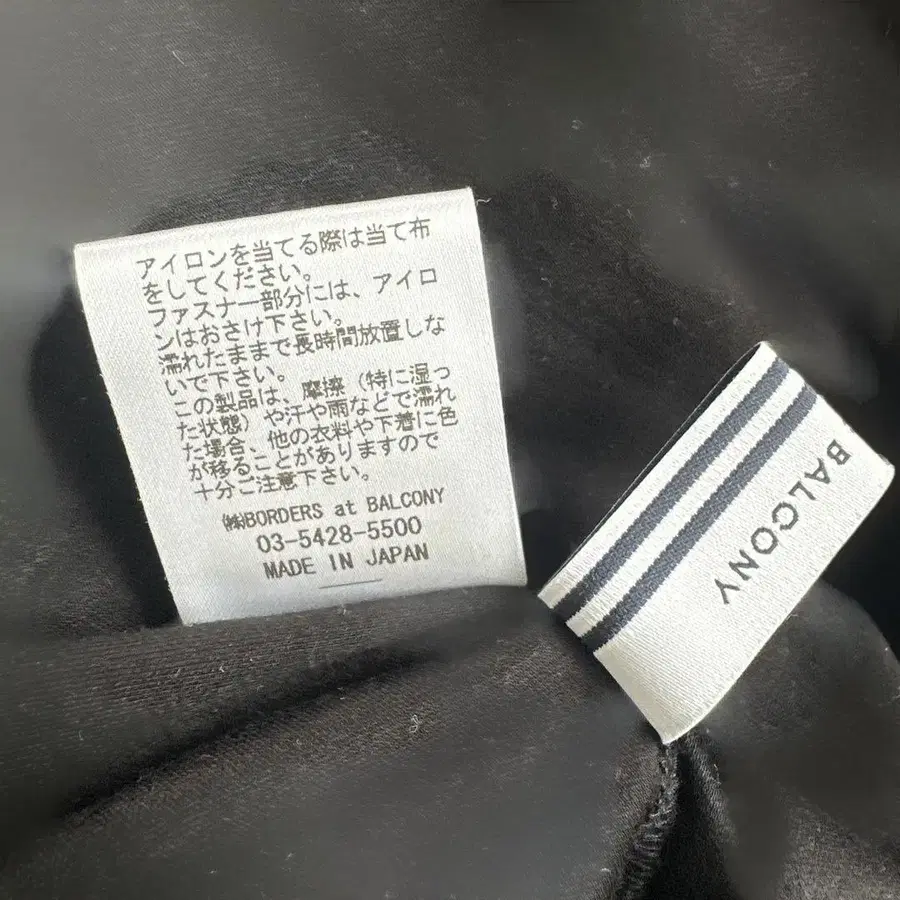 アイロンを当てる際は当て布
をしてください。
ファスナー部分には、アイロ
ンはおさけ下さい。
濡れたままで長時間放置しな
いで下さい。
この製品は、摩擦（特に湿っ
た状態）や汗や雨などで濡れ
た場合、他の衣料や下着に色
が移ることがありますので
十分ご注意下さい。
㈱BORDERS at BALCONY
03-5428-5500
MADE IN JAPAN
BALCONY